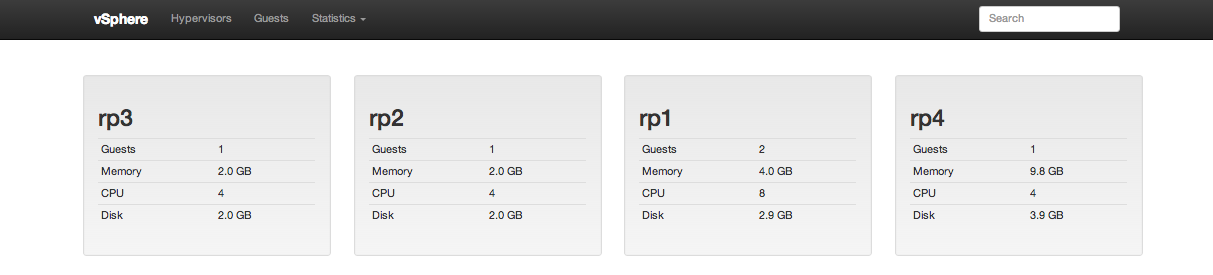 vSphere Hypervisors Guests Statistics Search
rp3
Guests 1
Memory 2.0 GB
CPU 4
Disk 2.0 GB
rp2
Guests 1
Memory 2.0 GB
CPU 4
Disk 2.0 GB
rp1
Guests 2
Memory 4.0 GB
CPU 8
Disk 2.9 GB
rp4
Guests 1
Memory 9.8 GB
CPU 4
Disk 3.9 GB